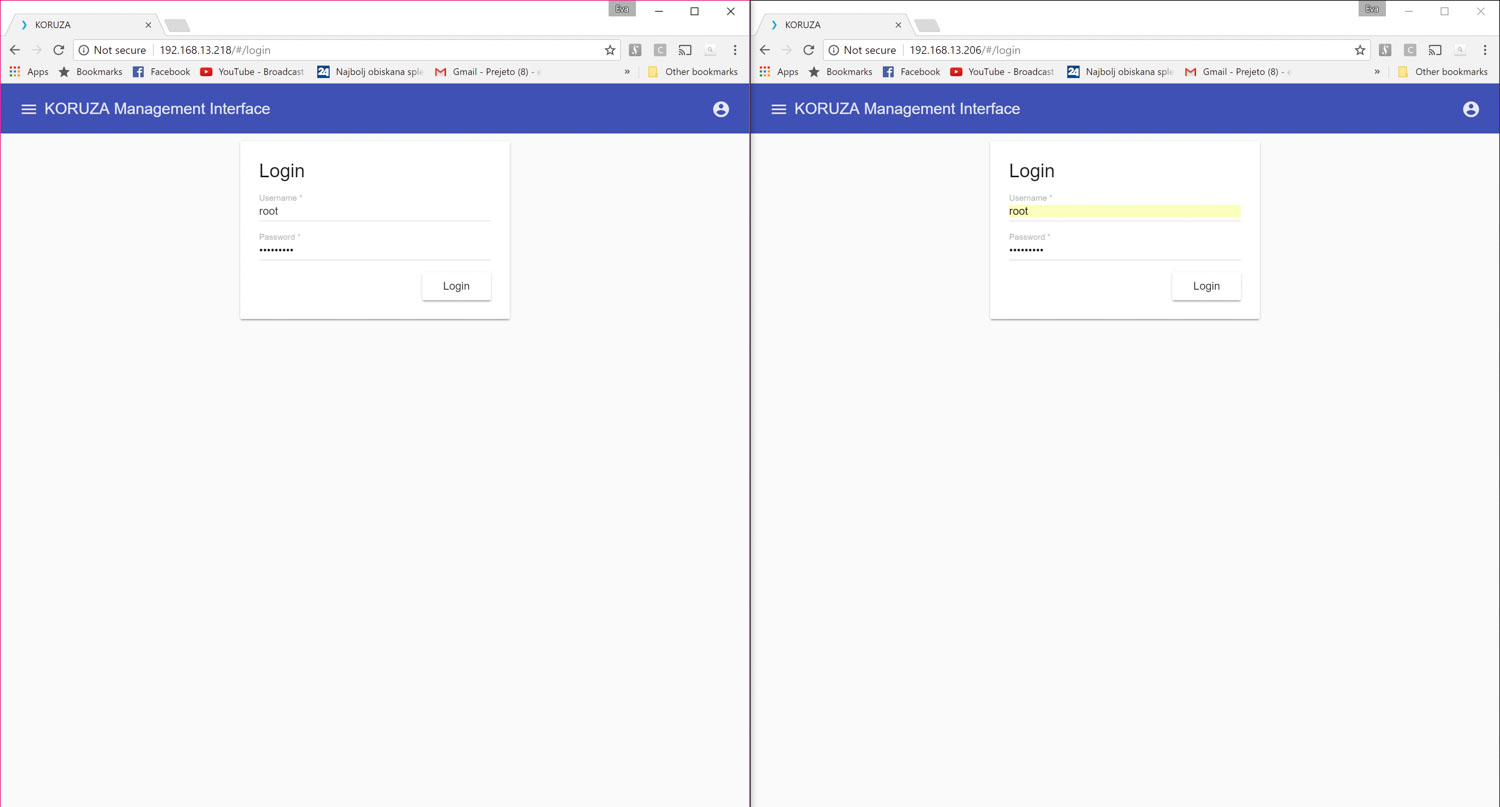 Eva
KORUZA
Not secure 192.168.13.218/#/login
Apps Bookmarks Facebook YouTube - Broadcast Najbolj obiskana sple Gmail - Prejeto (8) - e » Other bookmarks
KORUZA Management Interface
Login
Username *
root
Password *
•••••••••
Login
Eva
KORUZA
Not secure 192.168.13.206/#/login
Apps Bookmarks Facebook YouTube - Broadcast Najbolj obiskana sple Gmail - Prejeto (8) - e » Other bookmarks
KORUZA Management Interface
Login
Username *
root
Password *
•••••••••
Login